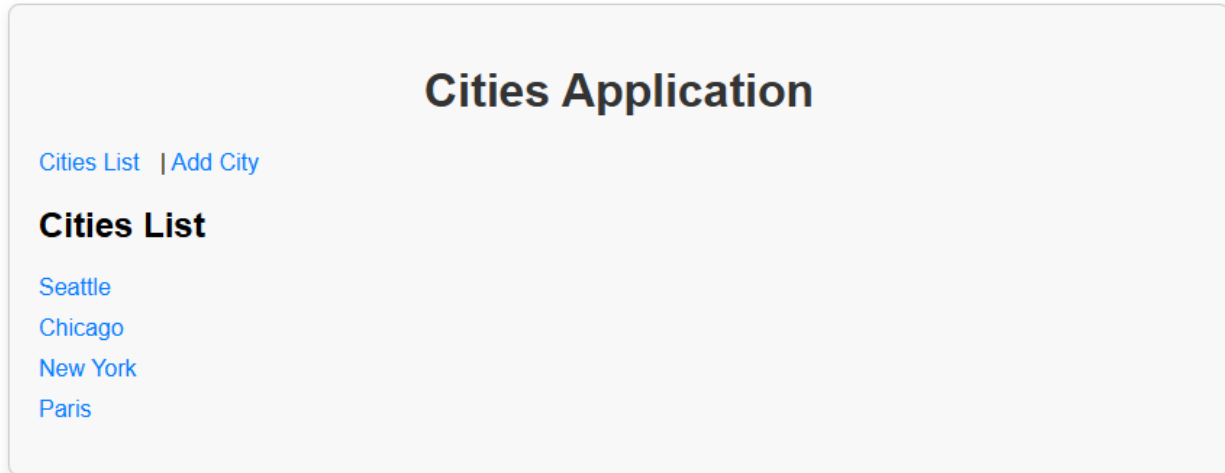 Cities Application
Cities List | Add City
Cities List
Seattle
Chicago
New York
Paris